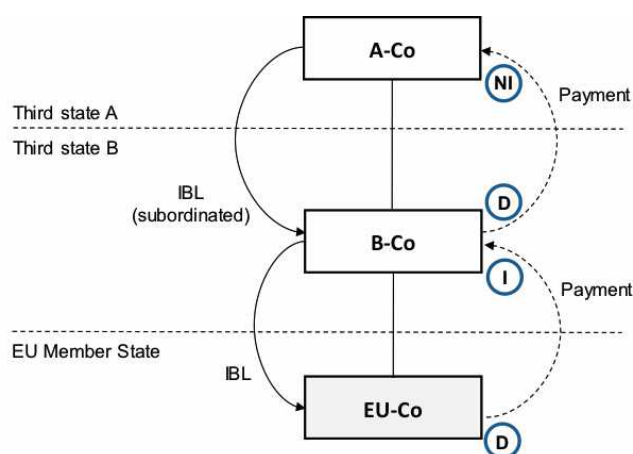 A-Co
NI
Payment
Third state A
Third state B
IBL
(subordinated)
D
B-Co
I
Payment
EU Member State
IBL
EU-Co
D